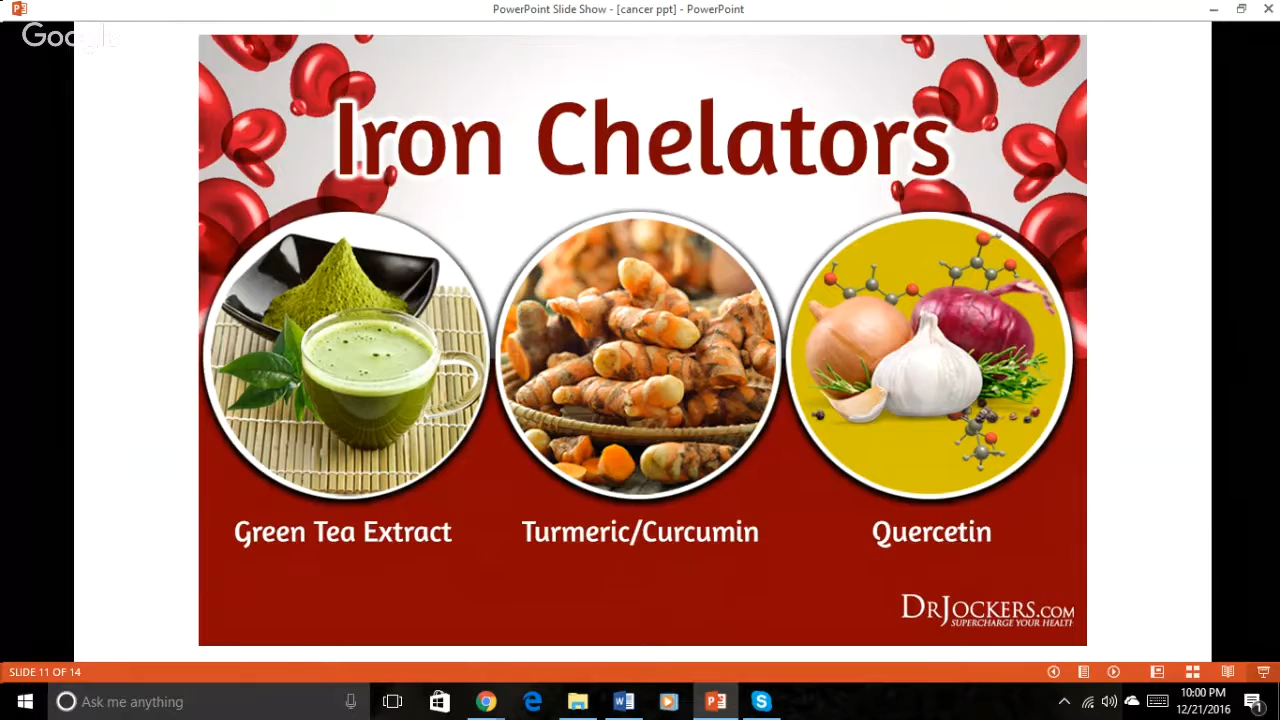 PowerPoint Slide Show - [cancer ppt] - PowerPoint
Google
Iron Chelators
Green Tea Extract
Turmeric/Curcumin
Quercetin
DRJOCKERS.COM
SUPERCHARGE YOUR HEALTH
SLIDE 11 OF 14
Ask me anything
10:00 PM
12/21/2016
1